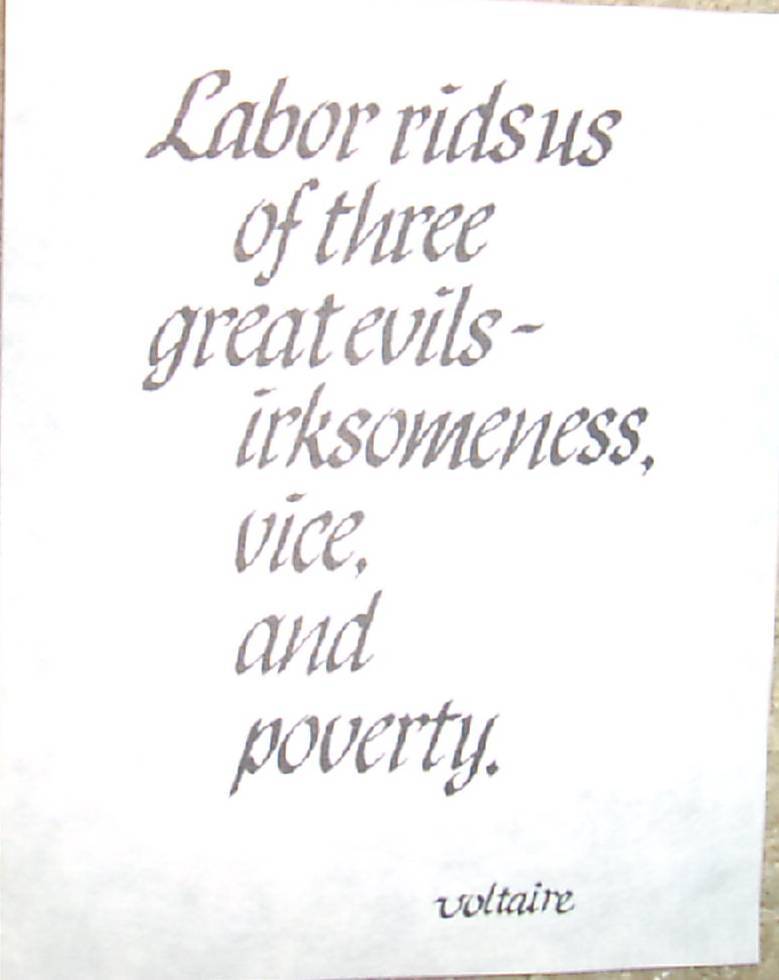 Labor rids us
of three
great evils-
irksomeness,
vice,
and
poverty.
voltaire